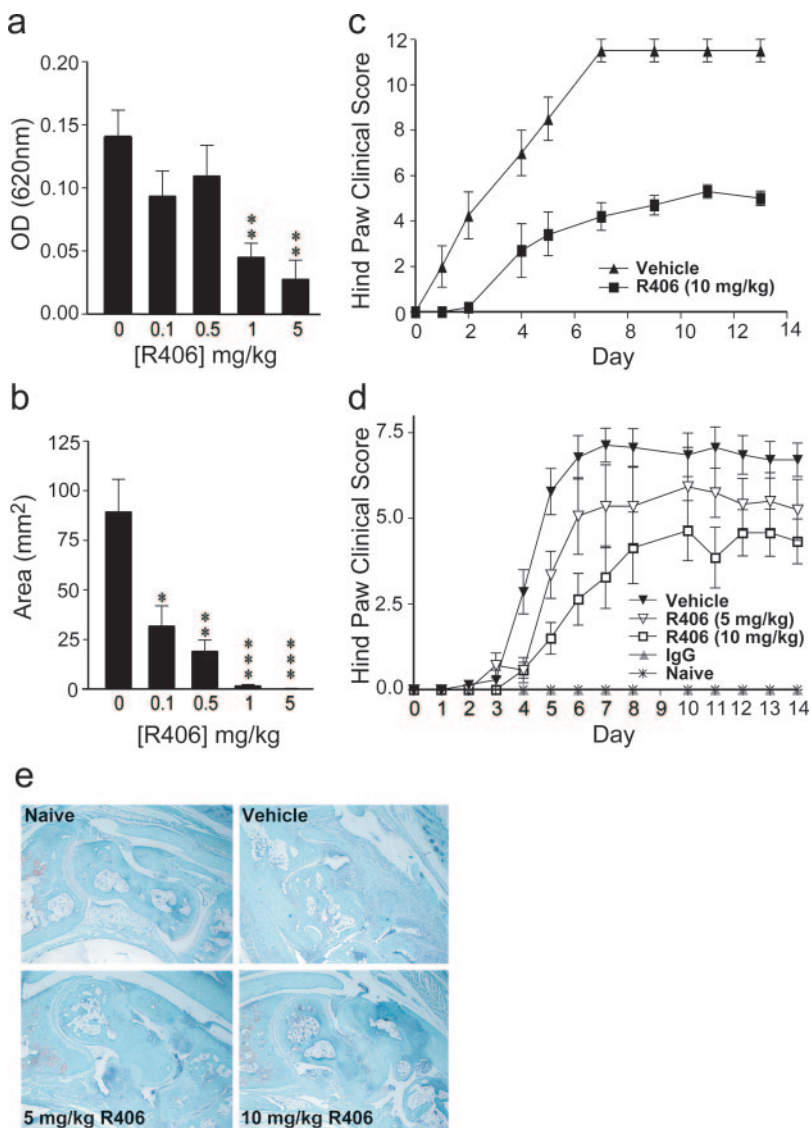 a
OD (620nm)
0.20
0.15
0.10
0.05
0.00
** **
0 0.1 0.5 1 5
[R406] mg/kg
b
Area (mm²)
125
100
75
50
25
0
* ** *** ***
0 0.1 0.5 1 5
[R406] mg/kg
c
Hind Paw Clinical Score
12
10
8
6
4
2
0
Vehicle
R406 (10 mg/kg)
0 2 4 6 8 10 12 14
Day
d
Hind Paw Clinical Score
7.5
5.0
2.5
0.0
Vehicle
R406 (5 mg/kg)
R406 (10 mg/kg)
IgG
Naive
0 1 2 3 4 5 6 7 8 9 10 11 12 13 14
Day
e
Naive
Vehicle
5 mg/kg R406
10 mg/kg R406